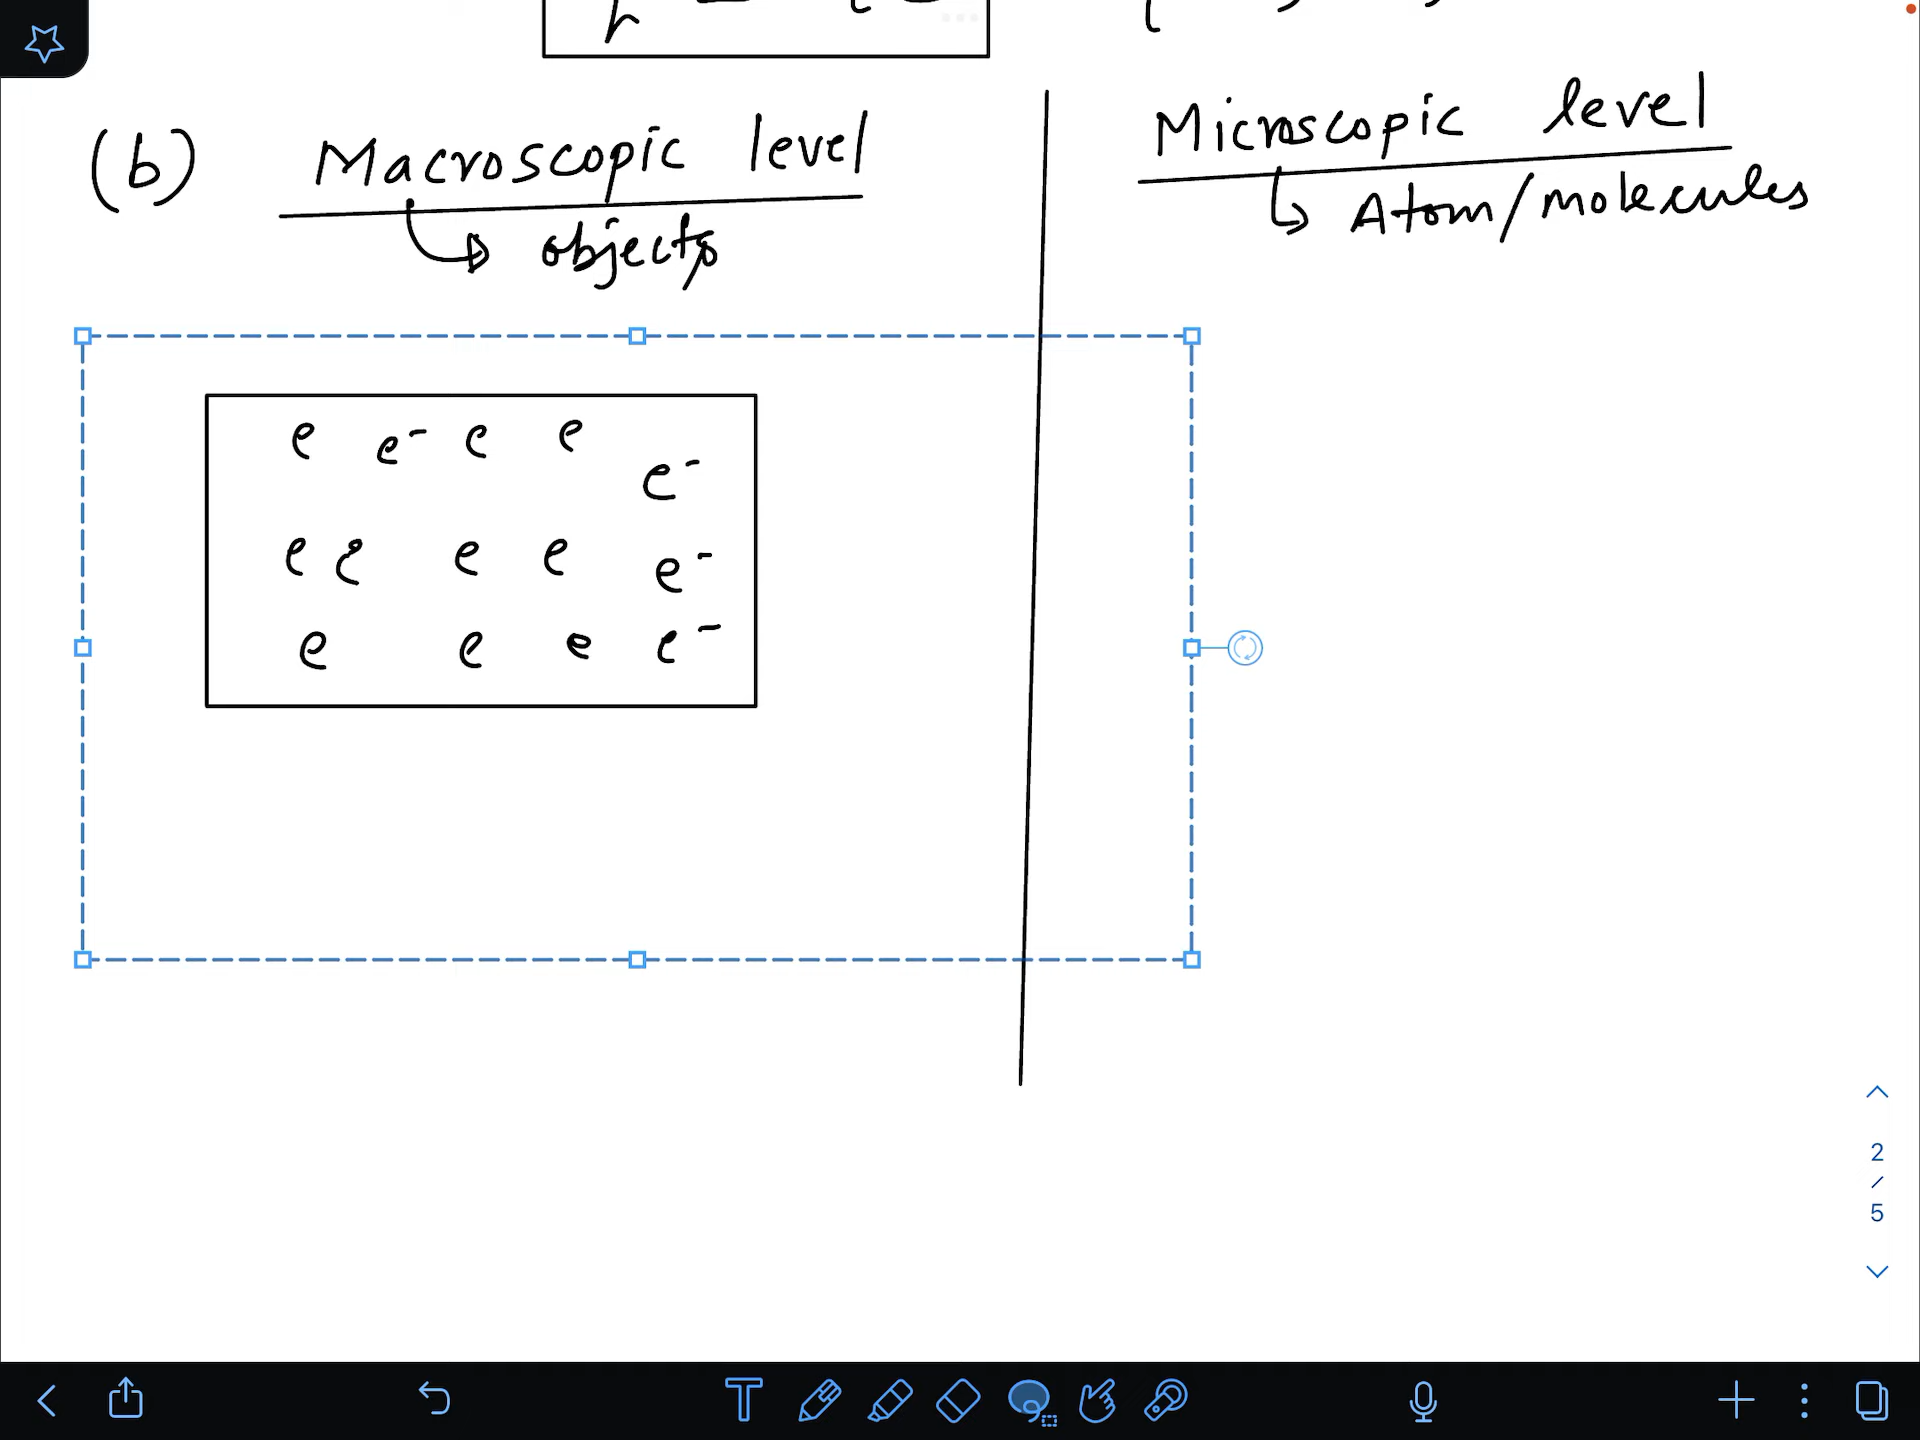 (b) Macroscopic level
objects
Microscopic level
Atom/molecules
e e⁻ e e e⁻
e e e e e⁻
e e e e⁻
2
/
5
T